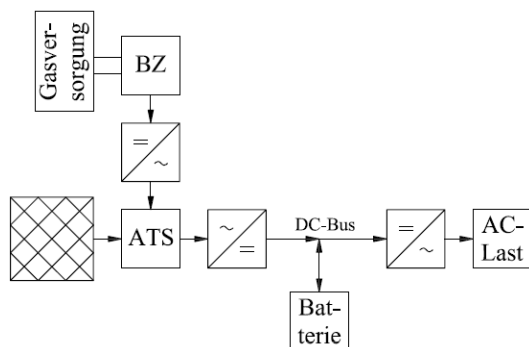 Gasver-
sorgung
BZ
=
~
ATS
~
=
DC-Bus
=
~
AC-
Last
Bat-
terie